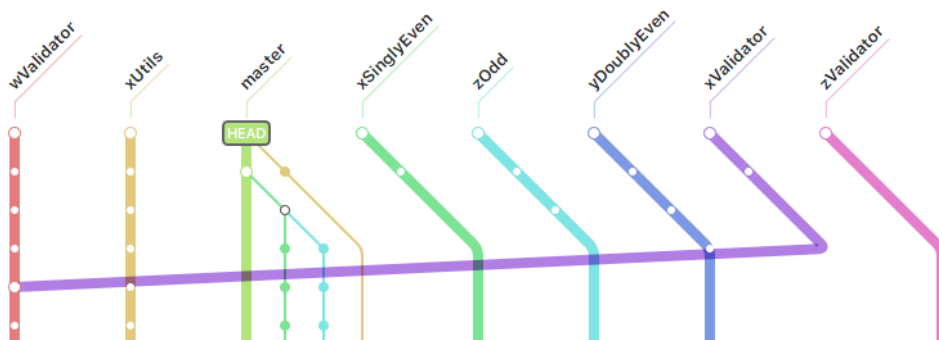 wValidator
xUtils
master
xSinglyEven
zOdd
yDoublyEven
xValidator
zValidator
HEAD